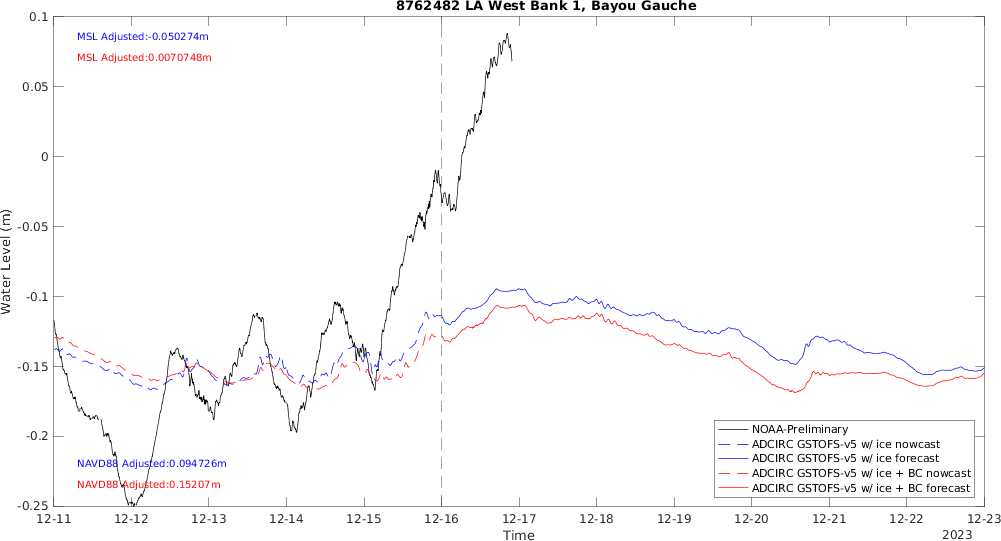 8762482 LA West Bank 1, Bayou Gauche
MSL Adjusted:-0.050274m
MSL Adjusted:0.0070748m
0.1
0.05
0
-0.05
-0.1
-0.15
-0.2
-0.25
Water Level (m)
NAVD88 Adjusted:0.094726m
NAVD88 Adjusted:0.15207m
NOAA-Preliminary
ADCIRC GSTOFS-v5 w/ ice nowcast
ADCIRC GSTOFS-v5 w/ ice forecast
ADCIRC GSTOFS-v5 w/ ice + BC nowcast
ADCIRC GSTOFS-v5 w/ ice + BC forecast
12-11 12-12 12-13 12-14 12-15 12-16 12-17 12-18 12-19 12-20 12-21 12-22 12-23
Time
2023